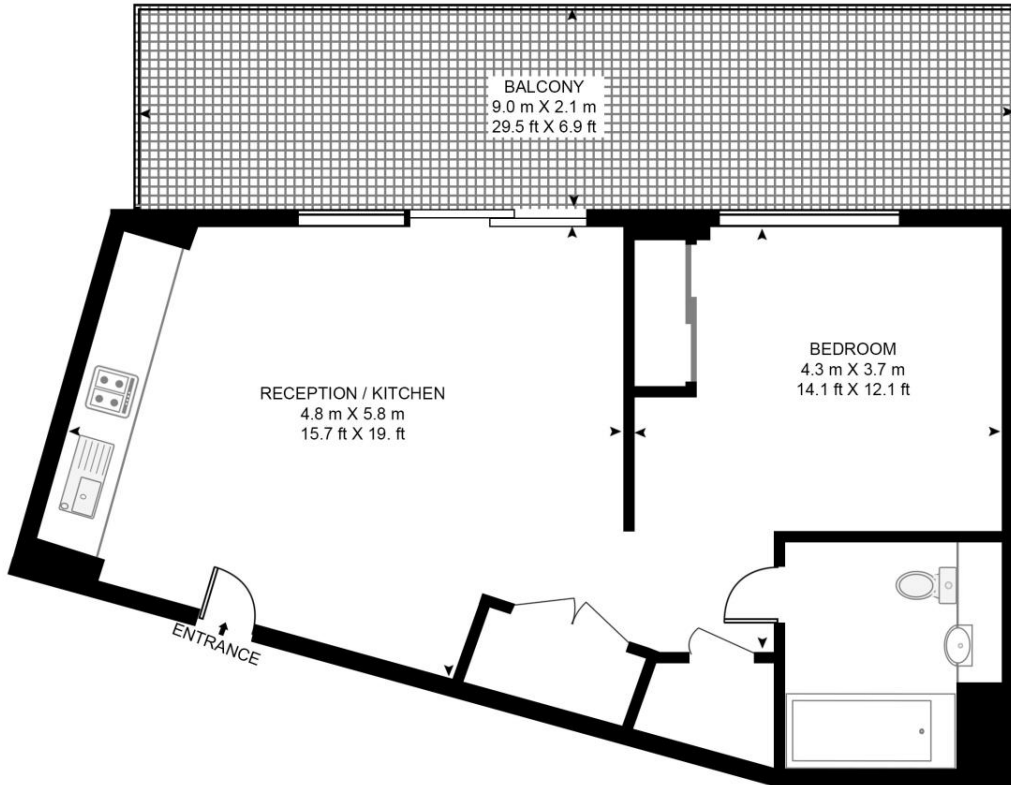 BALCONY
9.0 m X 2.1 m
29.5 ft X 6.9 ft
RECEPTION / KITCHEN
4.8 m X 5.8 m
15.7 ft X 19. ft
BEDROOM
4.3 m X 3.7 m
14.1 ft X 12.1 ft
ENTRANCE